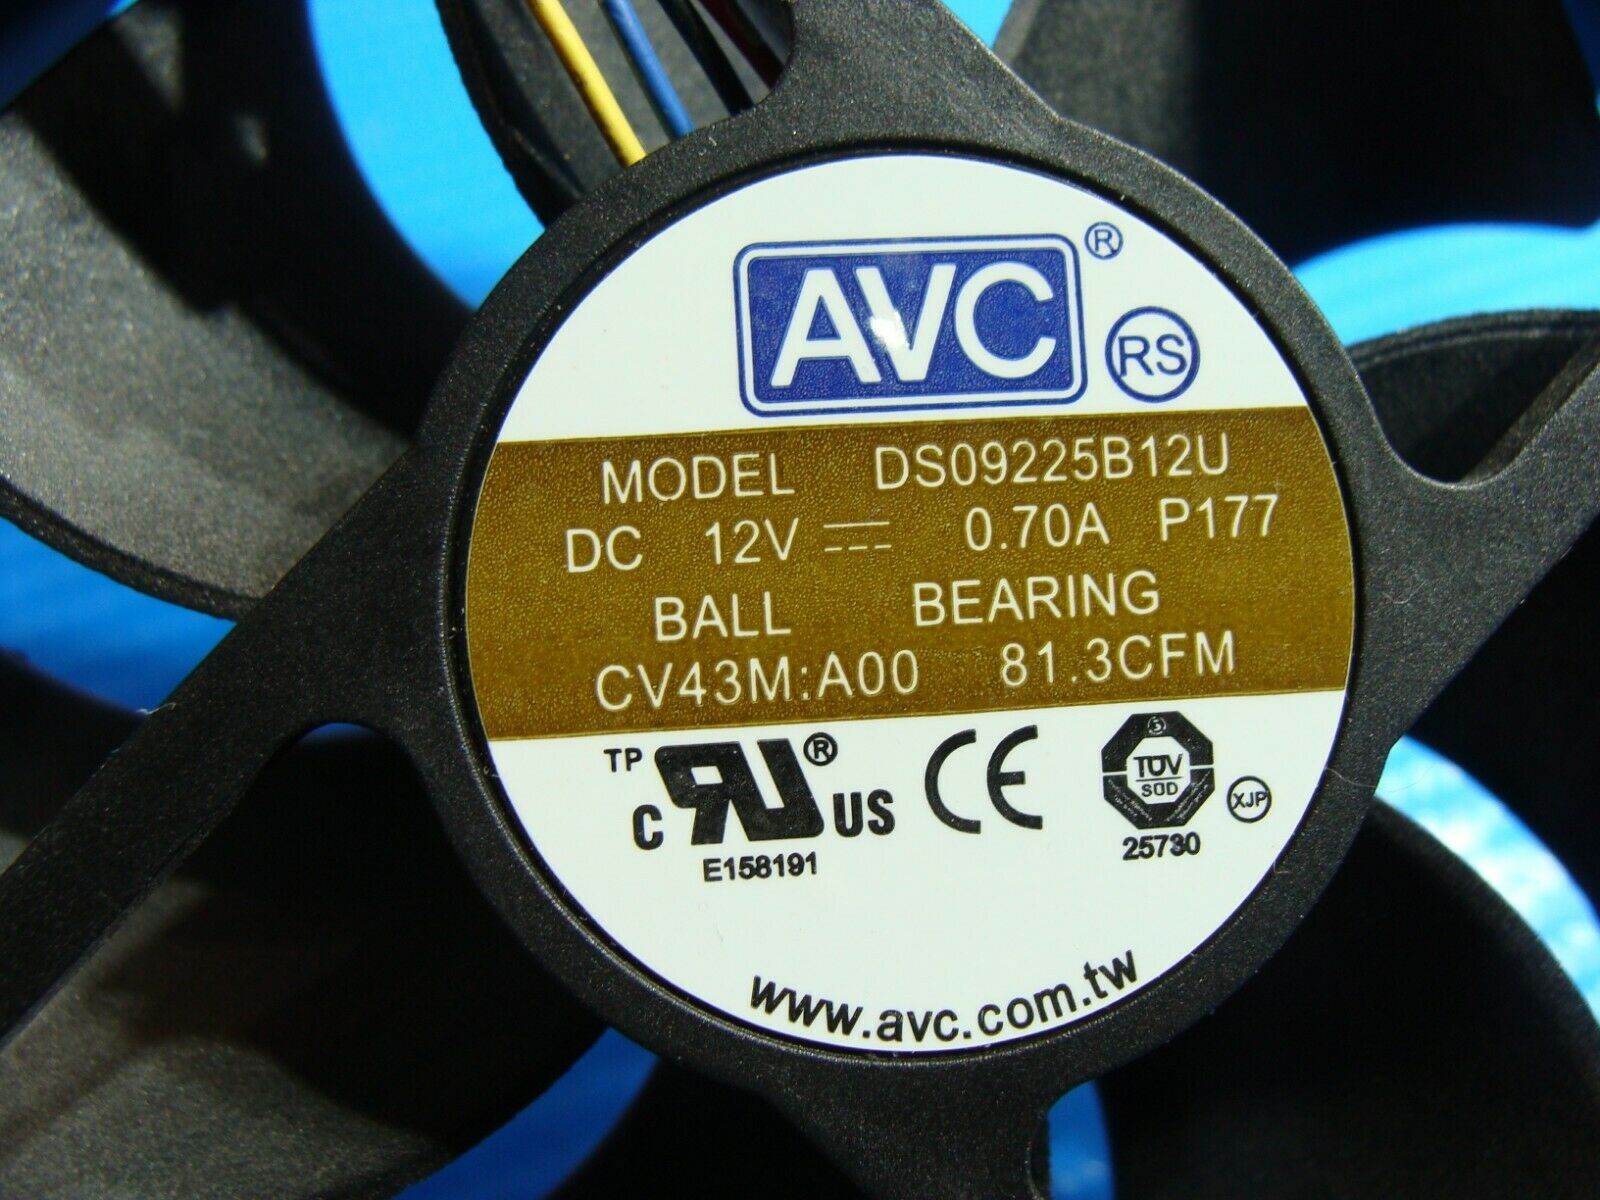 AVC ®
RS
MODEL DS09225B12U
DC 12V 0.70A P177
BALL BEARING
CV43M:A00 81.3CFM
TP
C RU ® US CE
E158191
TÜV
SÜD
XJP
25730
www.avc.com.tw